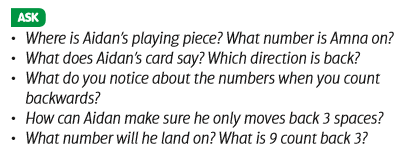 ASK
• Where is Aidan's playing piece? What number is Amna on?
• What does Aidan's card say? Which direction is back?
• What do you notice about the numbers when you count
backwards?
• How can Aidan make sure he only moves back 3 spaces?
• What number will he land on? What is 9 count back 3?